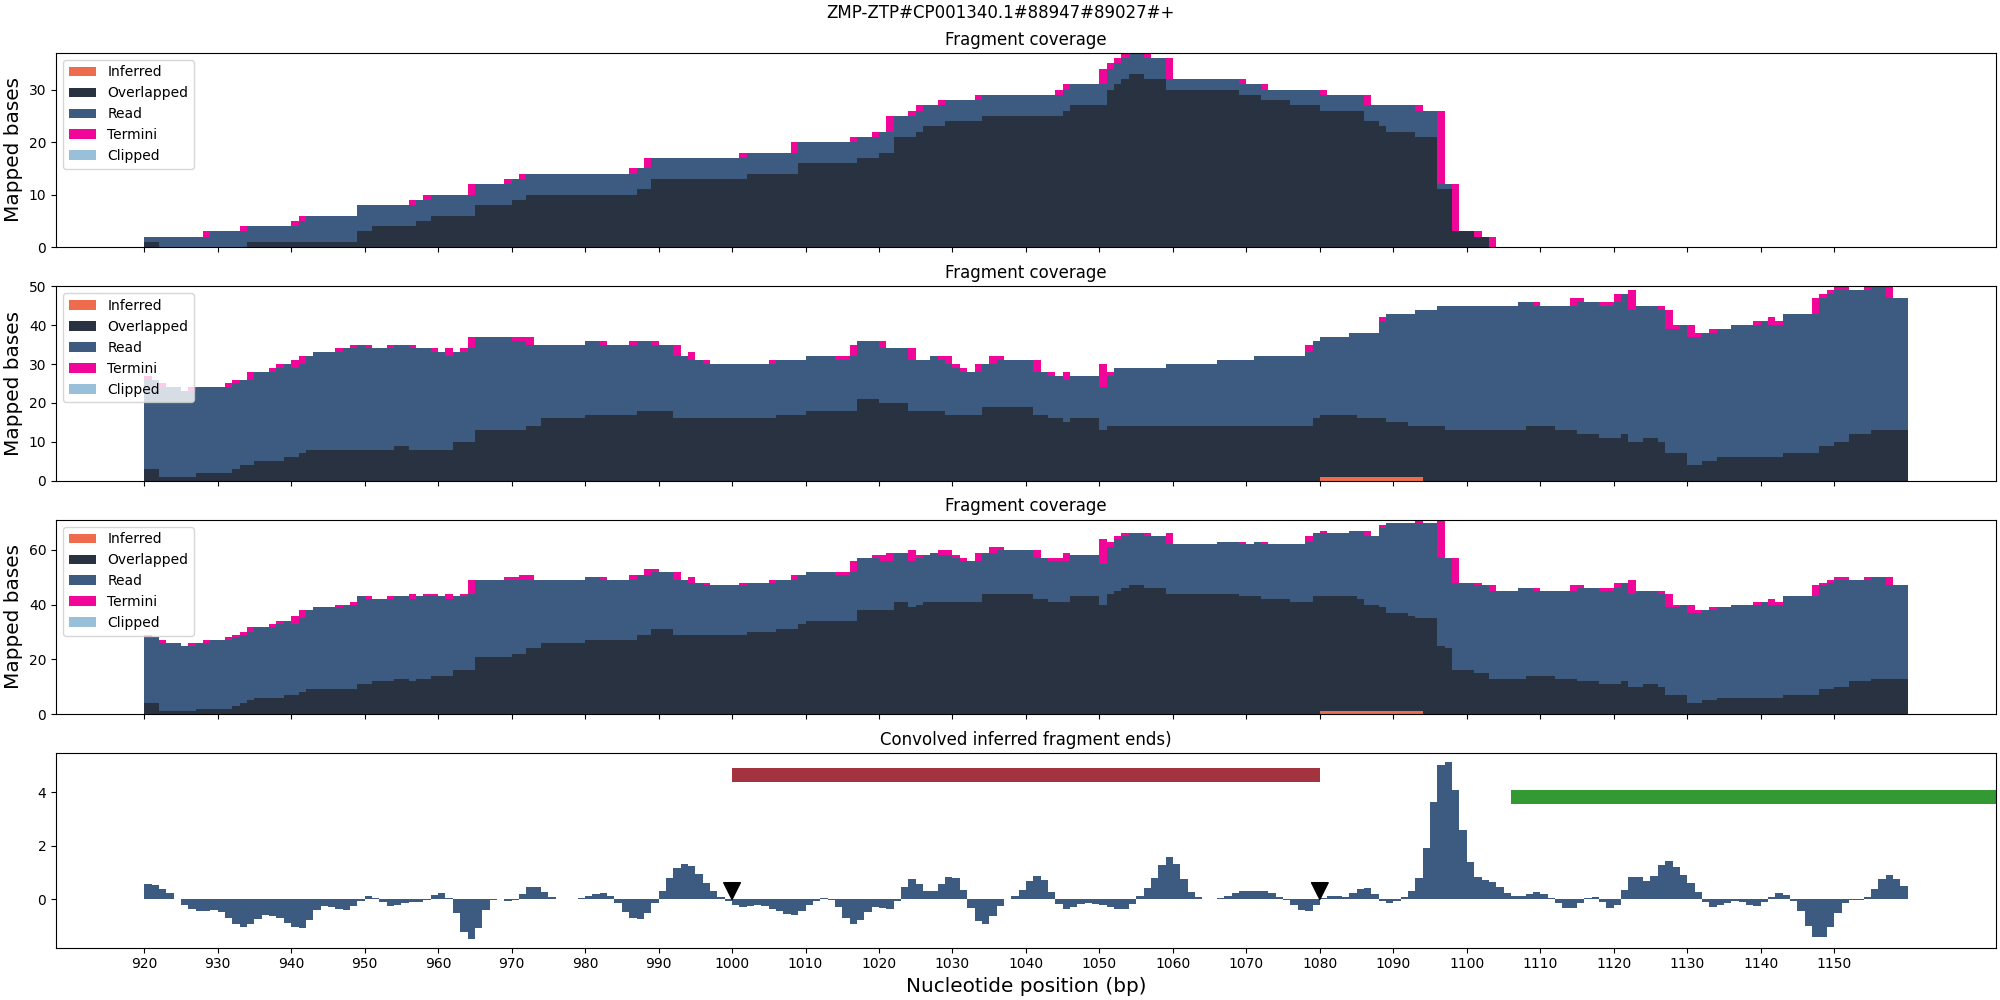 ZMP-ZTP#CP001340.1#88947#89027#+
Fragment coverage
Mapped bases
30
20
10
0
Inferred
Overlapped
Read
Termini
Clipped
Fragment coverage
Mapped bases
50
40
30
20
10
0
Inferred
Overlapped
Read
Termini
Clipped
Fragment coverage
Mapped bases
60
40
20
0
Inferred
Overlapped
Read
Termini
Clipped
Convolved inferred fragment ends)
4
2
0
920 930 940 950 960 970 980 990 1000 1010 1020 1030 1040 1050 1060 1070 1080 1090 1100 1110 1120 1130 1140 1150
Nucleotide position (bp)